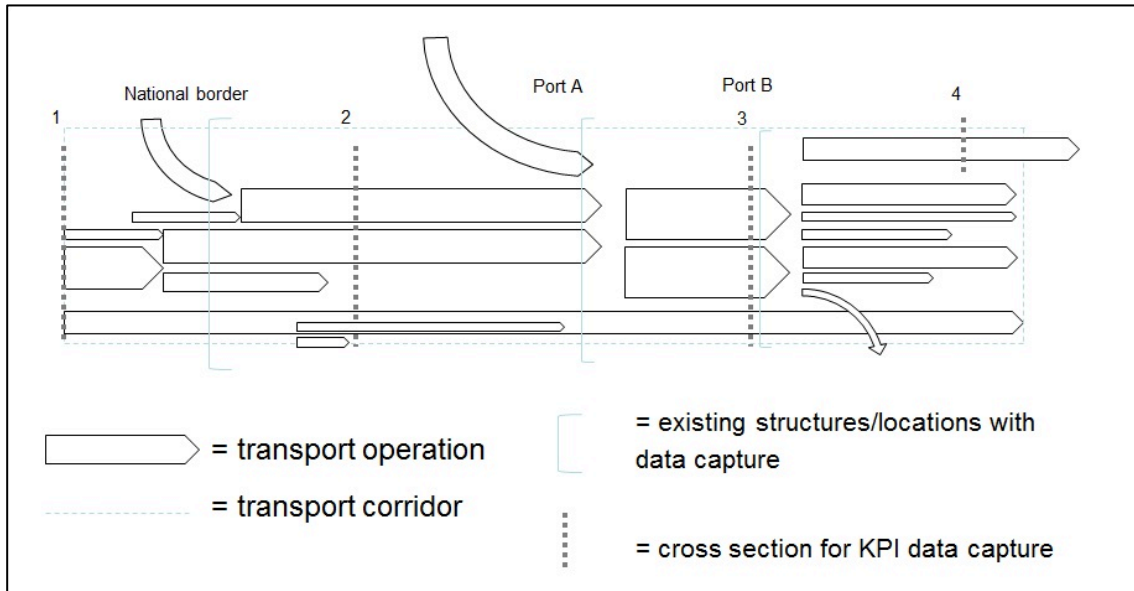 National border
Port A
Port B
1
2
3
4
= transport operation
= existing structures/locations with
data capture
= transport corridor
= cross section for KPI data capture